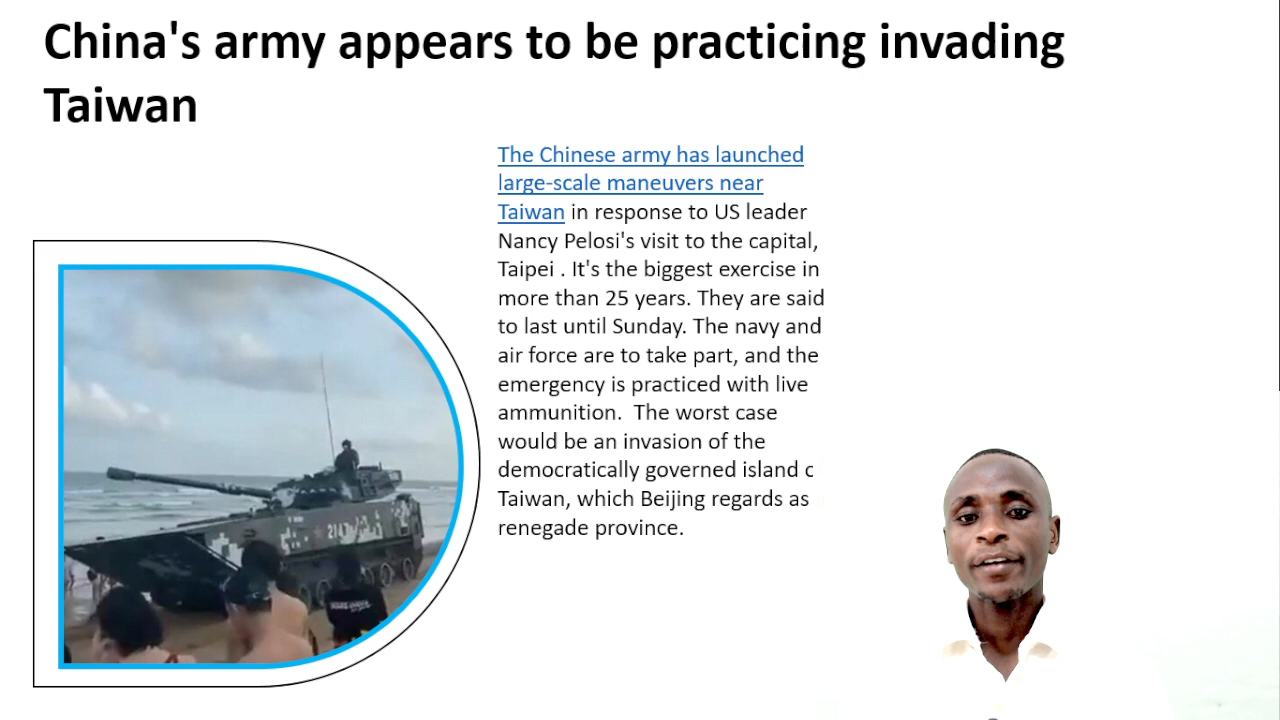 China's army appears to be practicing invading
Taiwan
The Chinese army has launched
large-scale maneuvers near
Taiwan in response to US leader
Nancy Pelosi's visit to the capital,
Taipei . It's the biggest exercise in
more than 25 years. They are said
to last until Sunday. The navy and
air force are to take part, and the
emergency is practiced with live
ammunition.  The worst case
would be an invasion of the
democratically governed island c
Taiwan, which Beijing regards as
renegade province.